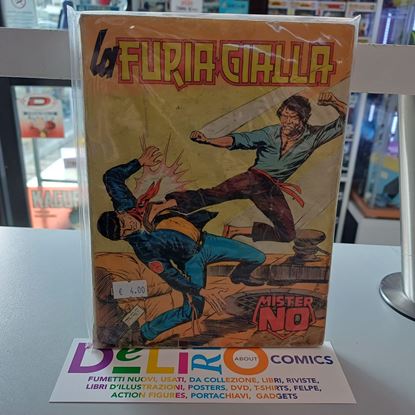 la FURIA GIALLA
MISTER
NO
€ 4.00
DeLiRiO ABOUT COMICS
FUMETTI NUOVI, USATI, DA COLLEZIONE, LIBRI, RIVISTE,
LIBRI D'ILLUSTRAZIONI, POSTERS, DVD, T-SHIRTS, FELPE,
ACTION FIGURES, PORTACHIAVI, GADGETS